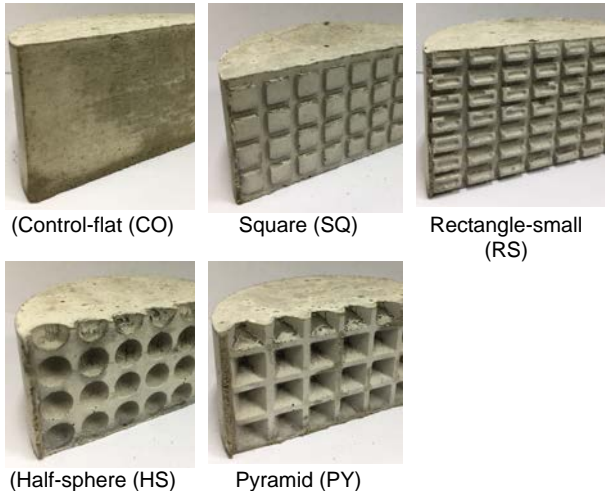 (Control-flat (CO)
Square (SQ)
Rectangle-small
(RS)
(Half-sphere (HS)
Pyramid (PY)